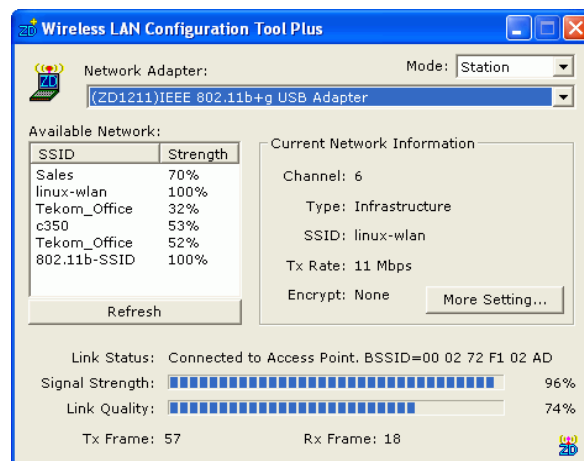 Wireless LAN Configuration Tool Plus
Network Adapter:
Mode: Station
(ZD1211)IEEE 802.11b+g USB Adapter
Available Network:
SSID Strength
Sales 70%
linux-wlan 100%
Tekom_Office 32%
c350 53%
Tekom_Office 52%
802.11b-SSID 100%
Refresh
Current Network Information
Channel: 6
Type: Infrastructure
SSID: linux-wlan
Tx Rate: 11 Mbps
Encrypt: None
More Setting...
Link Status: Connected to Access Point. BSSID=00 02 72 F1 02 AD
Signal Strength: 96%
Link Quality: 74%
Tx Frame: 57 Rx Frame: 18
ZD